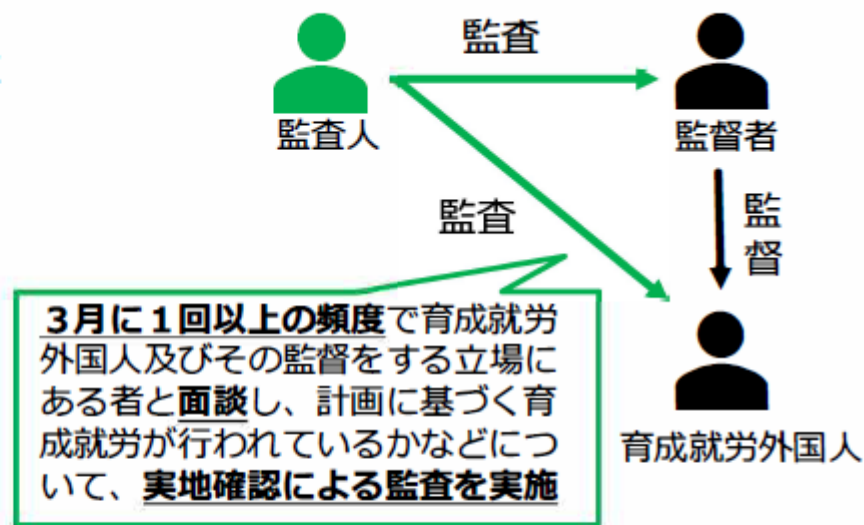 監査
監査人
監督者
監査
監督
３月に１回以上の頻度で育成就労
外国人及びその監督をする立場に
ある者と面談し、計画に基づく育
成就労が行われているかなどにつ
いて、実地確認による監査を実施
育成就労外国人